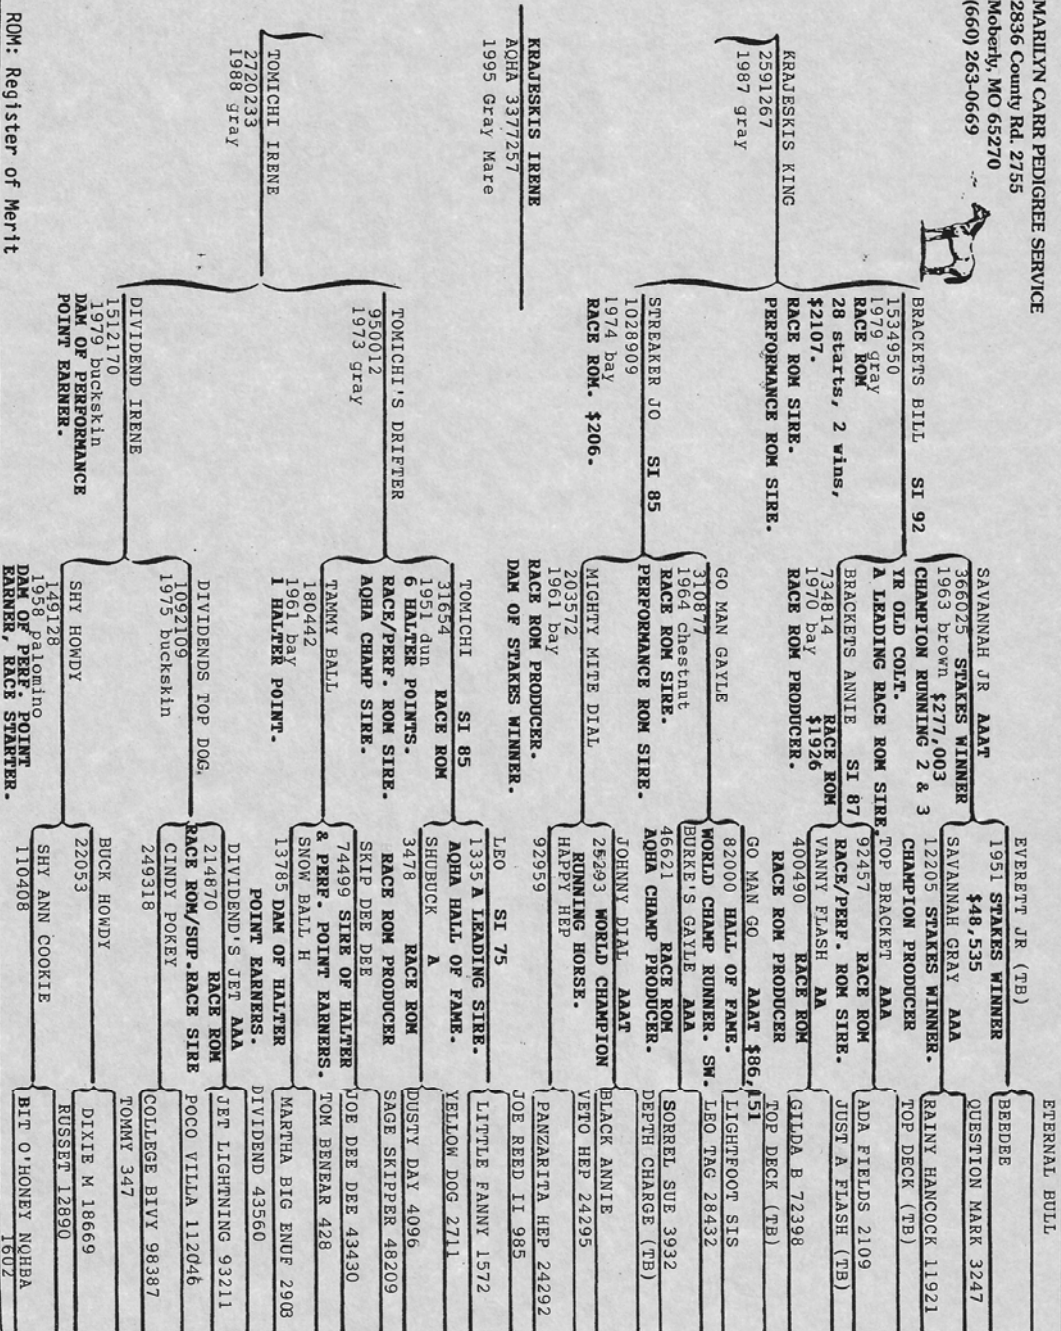 MARILYN CARR PEDIGREE SERVICE
2836 County Rd. 2755
Moberly, MO 65270
(660) 263-0669
KRAJESKIS KING
2591267
1987 gray
KRAJESKIS IRENE
AQHA 3377257
1995 Gray Mare
TOMICHI IRENE
2720233
1988 gray
ROM: Register of Merit
BRACKETS BILL SI 92
1534950
1979 gray
RACE ROM
28 starts, 2 wins,
$2107.
RACE ROM SIRE.
PERFORMANCE ROM SIRE.
STREAKER JO SI 85
1028909
1974 bay
RACE ROM. $206.
TOMICHI'S DRIFTER
950012
1973 gray
DIVIDEND IRENE
1512170
1979 buckskin
DAM OF PERFORMANCE
POINT EARNER.
SAVANNAH JR AAAT
366025 STAKES WINNER
1963 brown $277,003
CHAMPION RUNNING 2 & 3
YR OLD COLT.
A LEADING RACE ROM SIRE.
BRACKETS ANNIE SI 87
734814 RACE ROM
1970 bay $1926
RACE ROM PRODUCER.
GO MAN GAYLE
310877
1964 chestnut
RACE ROM SIRE.
PERFORMANCE ROM SIRE.
MIGHTY MITE DIAL
203572
1961 bay
RACE ROM PRODUCER.
DAM OF STAKES WINNER.
TOMICHI SI 85
31654 RACE ROM
1951 dun
6 HALTER POINTS.
RACE/PERF. ROM SIRE.
AQHA CHAMP SIRE.
TAMMY BALL
180442
1961 bay
1 HALTER POINT.
DIVIDENDS TOP DOG.
1092109
1975 buckskin
SHY HOWDY
149128
1958 palomino
DAM OF PERF. POINT
EARNER, RACE STARTER.
EVERETT JR (TB)
1951 STAKES WINNER
$48,535
SAVANNAH GRAY AAA
12205 STAKES WINNER.
CHAMPION PRODUCER
TOP BRACKET AAA
92457 RACE ROM
RACE/PERF. ROM SIRE.
VANNY FLASH AA
400490 RACE ROM
RACE ROM PRODUCER
GO MAN GO AAAT $86,151
82000 HALL OF FAME.
WORLD CHAMP RUNNER. SW.
BURKE'S GAYLE AAA
46621 RACE ROM
AQHA CHAMP PRODUCER.
JOHNNY DIAL AAAT
25293 WORLD CHAMPION
RUNNING HORSE.
HAPPY HEP
92959
LEO SI 75
1335 A LEADING SIRE.
AQHA HALL OF FAME.
SHUBUCK A
3478 RACE ROM
RACE ROM PRODUCER
SKIP DEE DEE
74499 SIRE OF HALTER
& PERF. POINT EARNERS.
SNOW BALL H
13785 DAM OF HALTER
POINT EARNERS.
DIVIDEND'S JET AAA
214870 RACE ROM
RACE ROM/SUP.RACE SIRE
CINDY POKEY
249318
BUCK HOWDY
22053
SHY ANN COOKIE
110408
ETERNAL BULL
BEEDEE
QUESTION MARK 3247
RAINY HANCOCK 11921
TOP DECK (TB)
ADA FIELDS 2109
JUST A FLASH (TB)
GILDA B 72398
TOP DECK (TB)
LIGHTFOOT SIS
LEO TAG 28432
SORREL SUE 3932
DEPTH CHARGE (TB)
BLACK ANNIE
VETO HEP 24295
PANZARITA HEP 24292
JOE REED II 985
LITTLE FANNY 1572
YELLOW DOG 2711
DUSTY DAY 4096
SAGE SKIPPER 48209
JOE DEE DEE 43430
TOM BENEAR 428
MARTHA BIG ENUF 2903
DIVIDEND 43560
JET LIGHTNING 93211
POCO VILLA 112046
COLLEGE BIVY 98387
TOMMY 347
DIXIE M 18669
RUSSET 12890
BIT O'HONEY NQHBA
1602